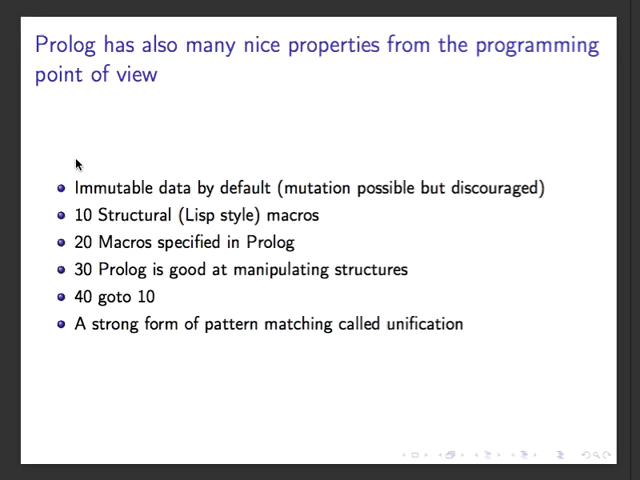 Prolog has also many nice properties from the programming
point of view
Immutable data by default (mutation possible but discouraged)
10 Structural (Lisp style) macros
20 Macros specified in Prolog
30 Prolog is good at manipulating structures
40 goto 10
A strong form of pattern matching called unification